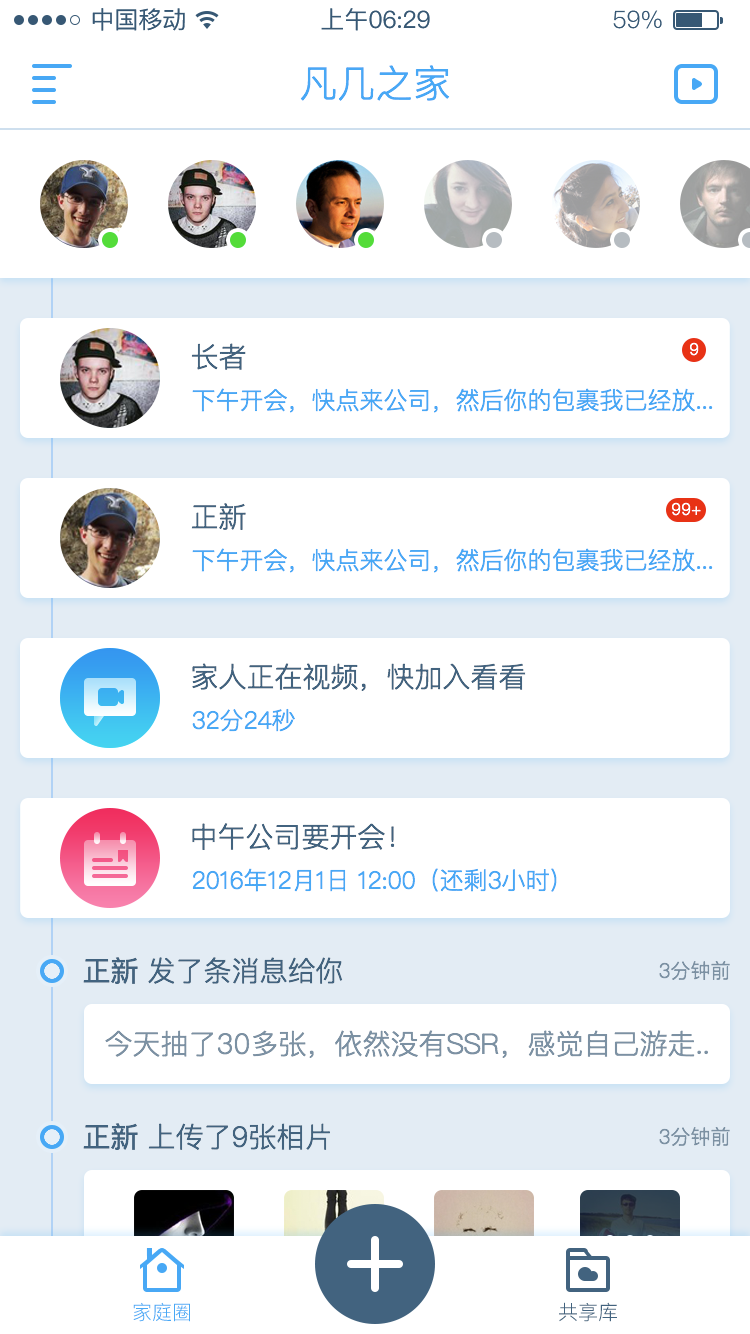 中国移动 上午06:29 59%
凡几之家
长者 9
下午开会，快点来公司，然后你的包裹我已经放...
正新 99+
下午开会，快点来公司，然后你的包裹我已经放...
家人正在视频，快加入看看
32分24秒
中午公司要开会！
2016年12月1日 12:00（还剩3小时）
正新 发了条消息给你 3分钟前
今天抽了30多张，依然没有SSR，感觉自己游走..
正新 上传了9张相片 3分钟前
家庭圈 共享库